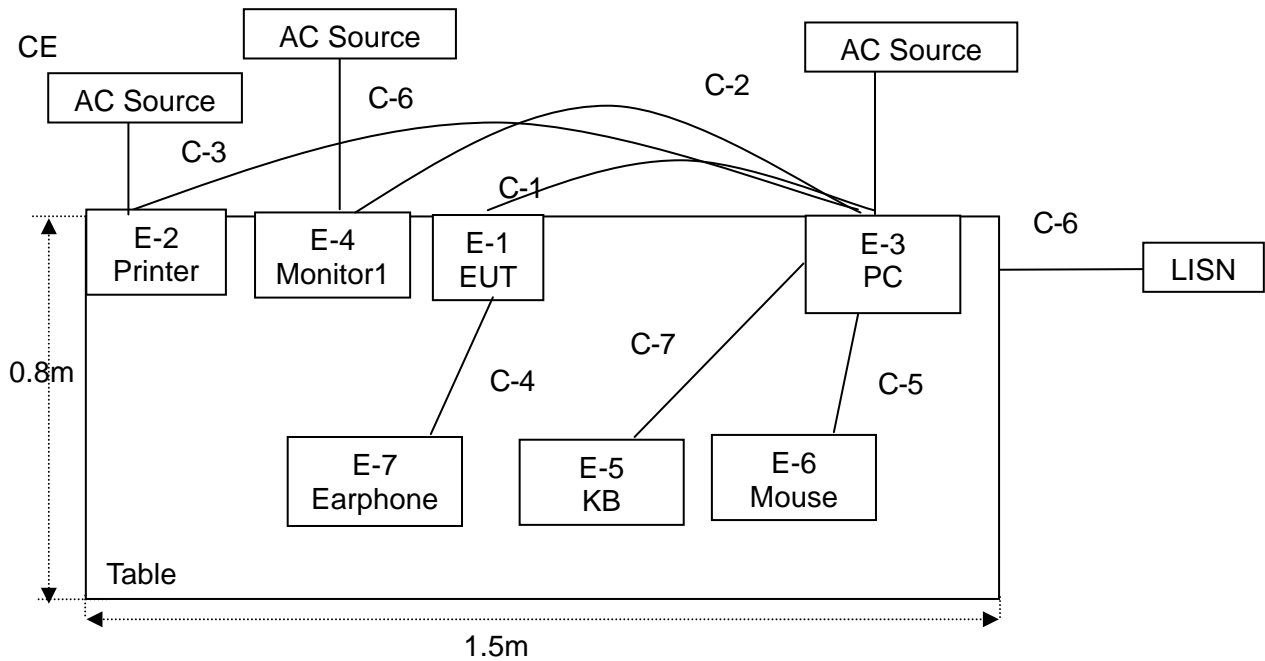 CE
AC Source
AC Source
AC Source
C-6
C-2
C-3
C-1
E-2
Printer
E-4
Monitor1
E-1
EUT
E-3
PC
C-6
LISN
0.8m
C-7
C-4
C-5
E-7
Earphone
E-5
KB
E-6
Mouse
Table
1.5m